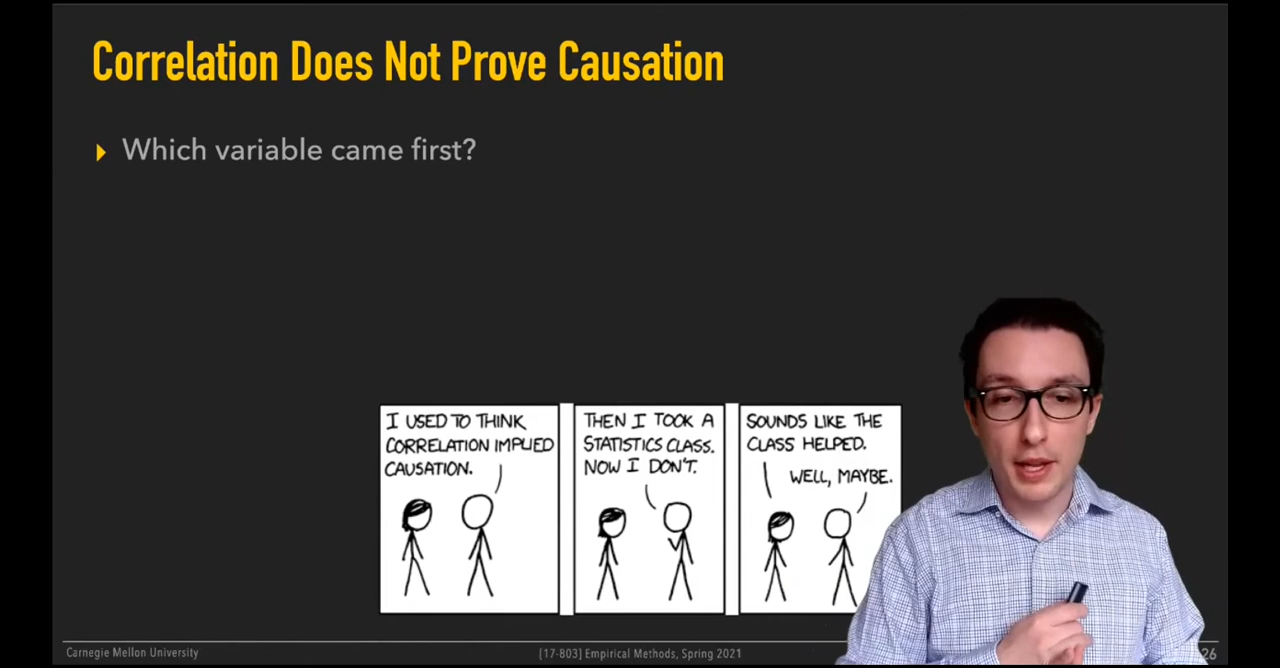 Correlation Does Not Prove Causation
Which variable came first?
I USED TO THINK
CORRELATION IMPLIED
CAUSATION.
THEN I TOOK A
STATISTICS CLASS.
NOW I DON'T.
SOUNDS LIKE THE
CLASS HELPED.
WELL, MAYBE.
Carnegie Mellon University
[17-803] Empirical Methods, Spring 2021
26